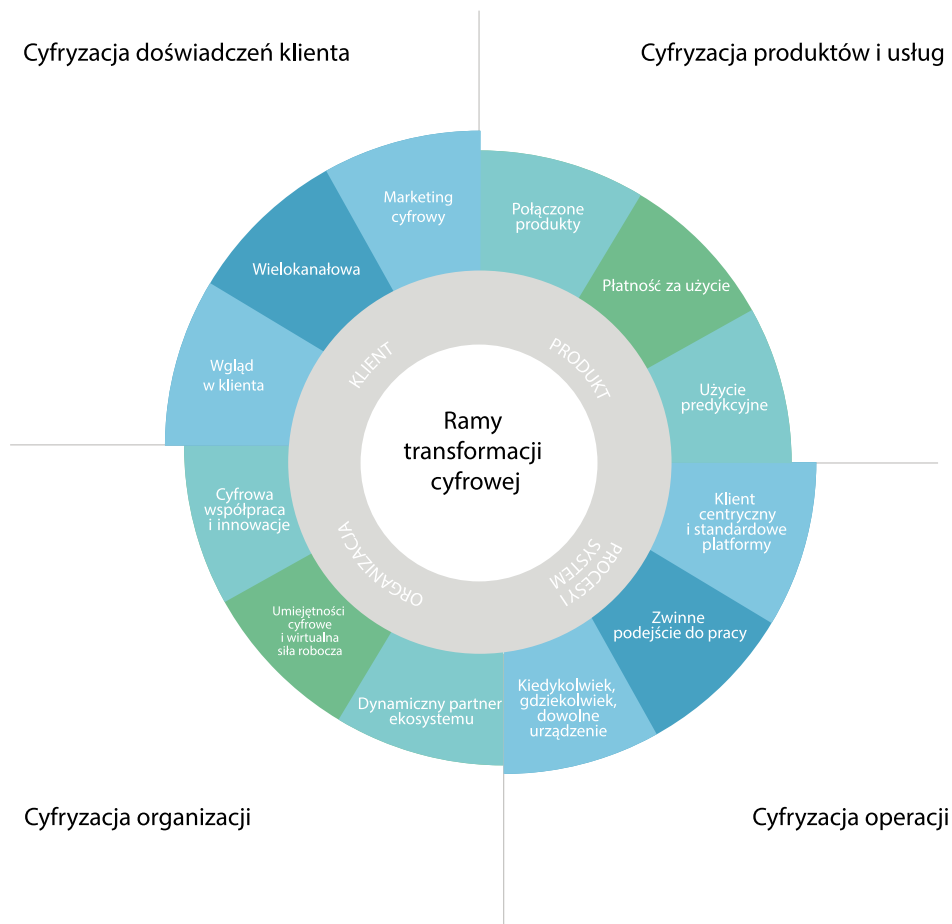 Cyfryzacja doświadczeń klienta
Cyfryzacja produktów i usług
Marketing
cyfrowy
Wielokanałowa
Wgląd
w klienta
Połączone
produkty
Płatność za użycie
Użycie
predykcyjne
KLIENT
PRODUKT
Ramy
transformacji
cyfrowej
ORGANIZACJA
PROCESY I
SYSTEM
Cyfrowa
współpraca
i innowacje
Umiejętności
cyfrowe
i wirtualna
siła robocza
Dynamiczny partner
ekosystemu
Klient
centryczny
i standardowe
platformy
Zwinne
podejście do pracy
Kiedykolwiek,
gdziekolwiek,
dowolne
urządzenie
Cyfryzacja organizacji
Cyfryzacja operacji